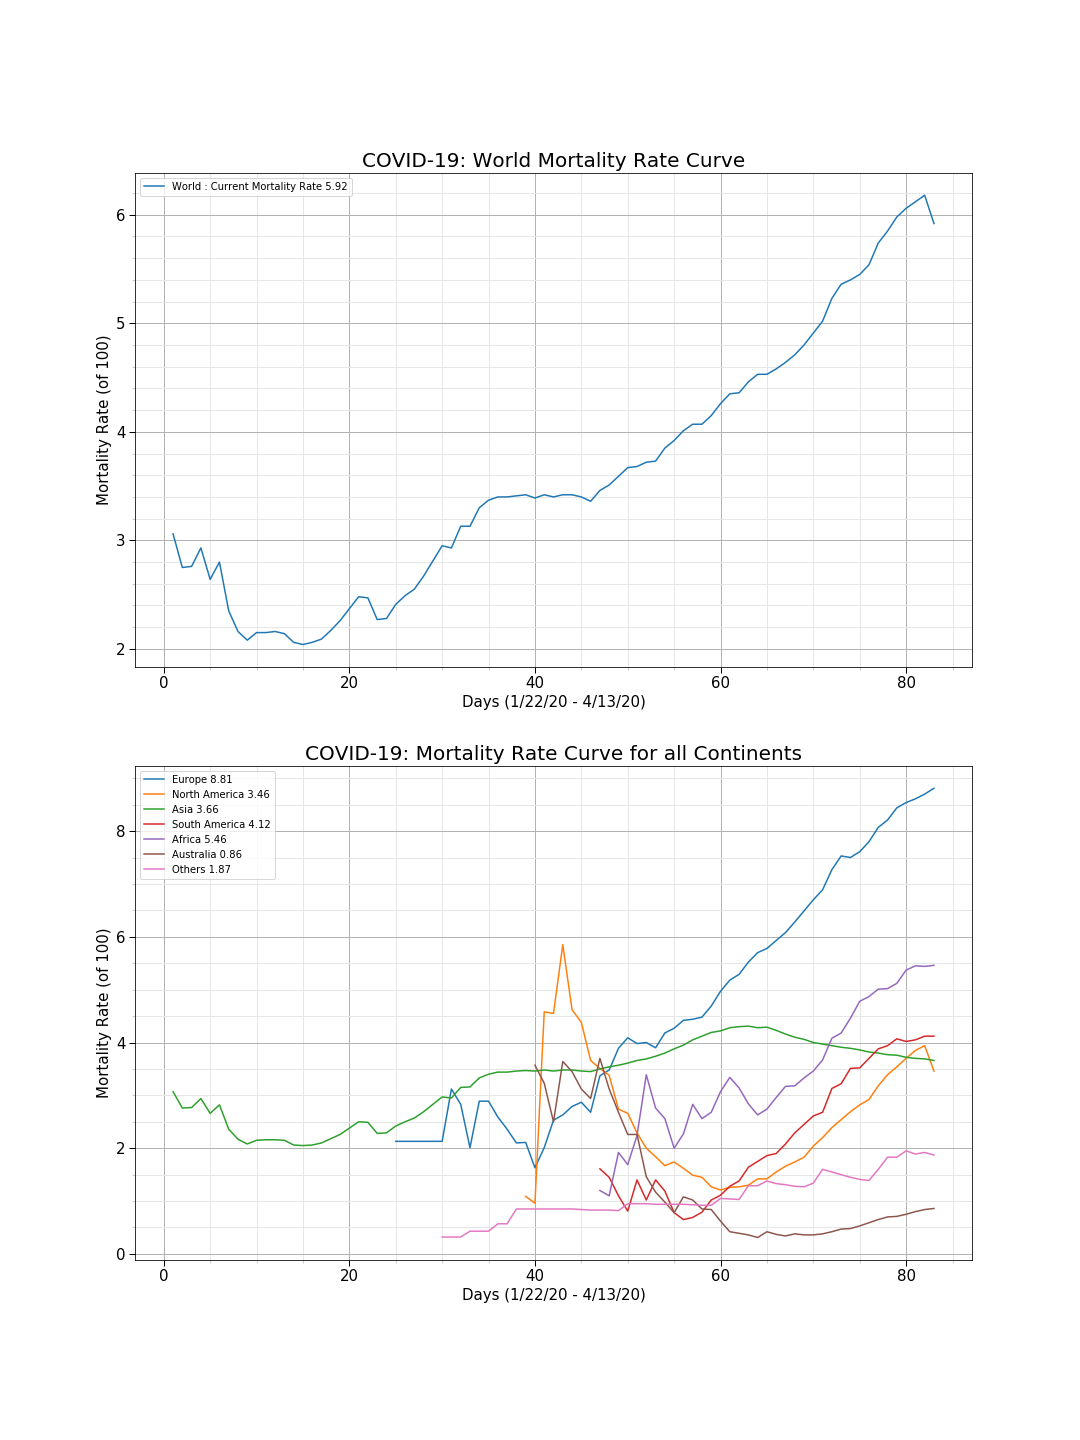 COVID-19: World Mortality Rate Curve
World : Current Mortality Rate 5.92
Mortality Rate (of 100)
6
5
4
3
2
0 20 40 60 80
Days (1/22/20 - 4/13/20)
COVID-19: Mortality Rate Curve for all Continents
Europe 8.81
North America 3.46
Asia 3.66
South America 4.12
Africa 5.46
Australia 0.86
Others 1.87
Mortality Rate (of 100)
8
6
4
2
0
0 20 40 60 80
Days (1/22/20 - 4/13/20)